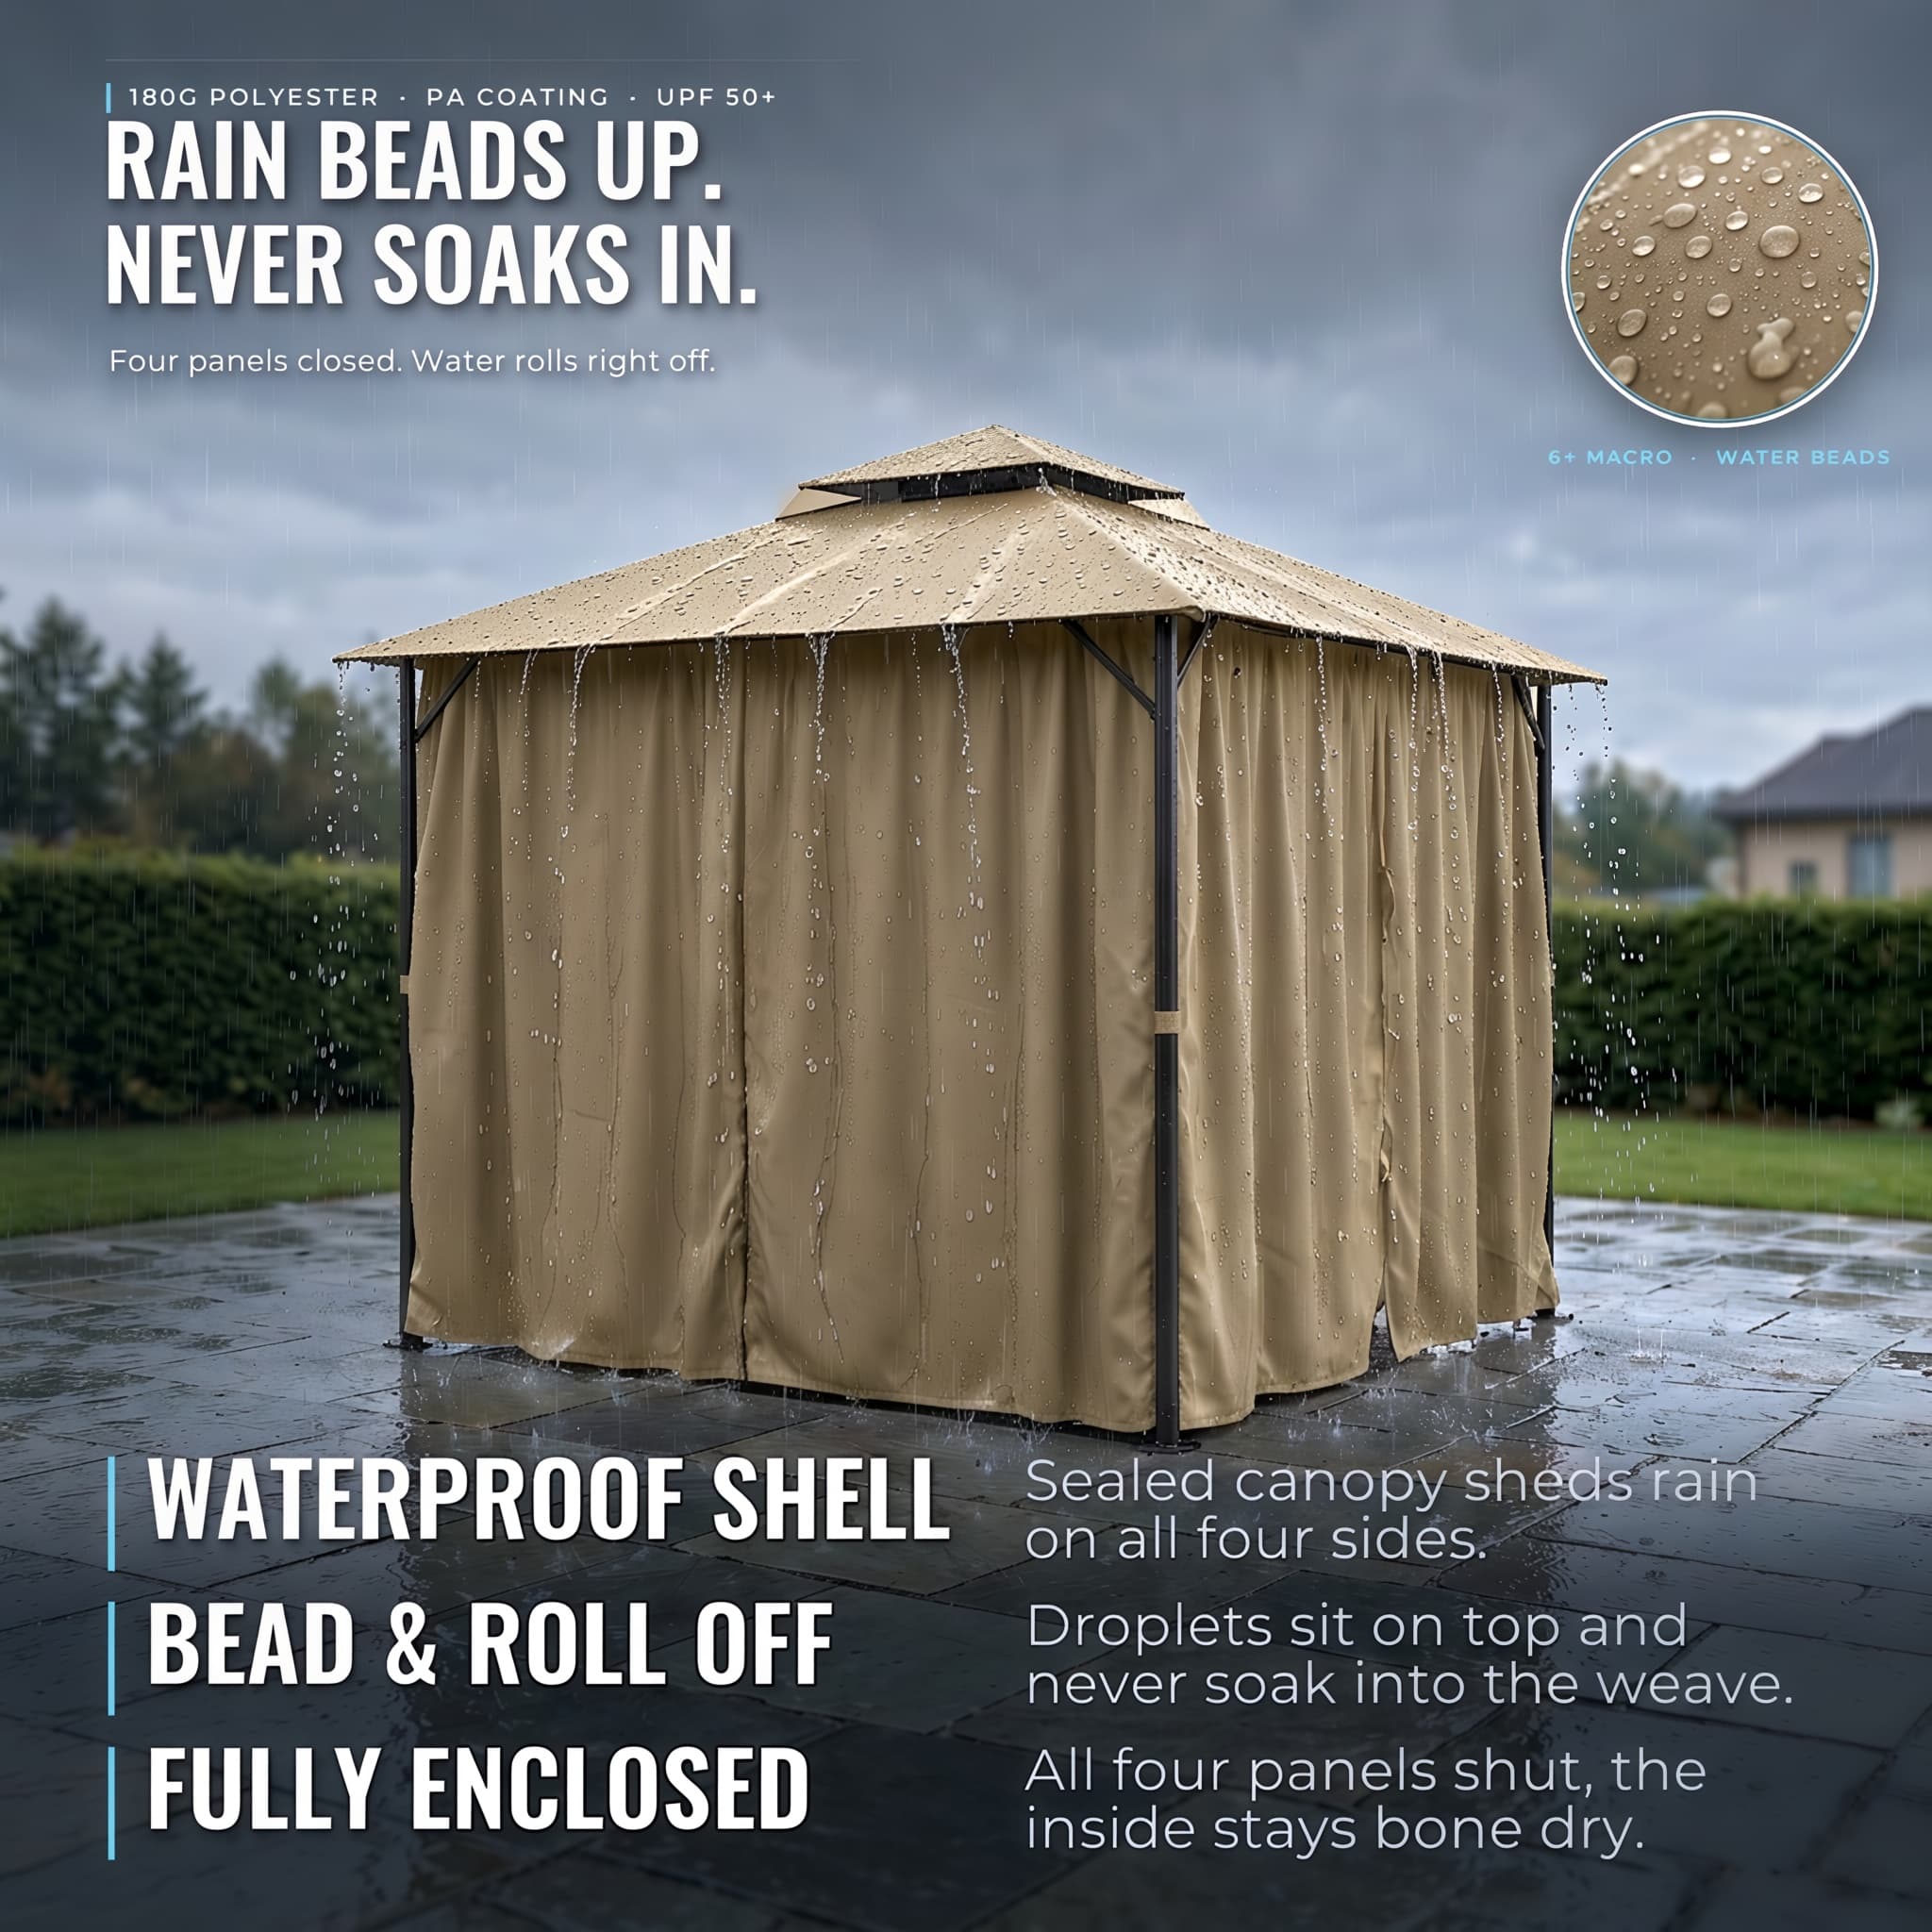 180G POLYESTER · PA COATING · UPF 50+
RAIN BEADS UP.
NEVER SOAKS IN.
Four panels closed. Water rolls right off.
6+ MACRO · WATER BEADS
WATERPROOF SHELL
Sealed canopy sheds rain
on all four sides.
BEAD & ROLL OFF
Droplets sit on top and
never soak into the weave.
FULLY ENCLOSED
All four panels shut, the
inside stays bone dry.